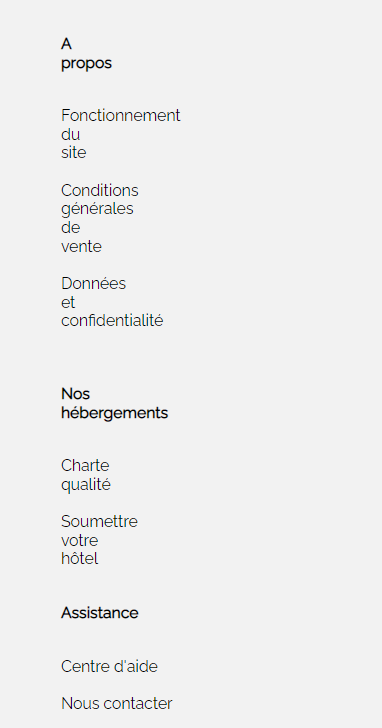 A
propos
Fonctionnement
du
site
Conditions
générales
de
vente
Données
et
confidentialité
Nos
hébergements
Charte
qualité
Soumettre
votre
hôtel
Assistance
Centre d'aide
Nous contacter